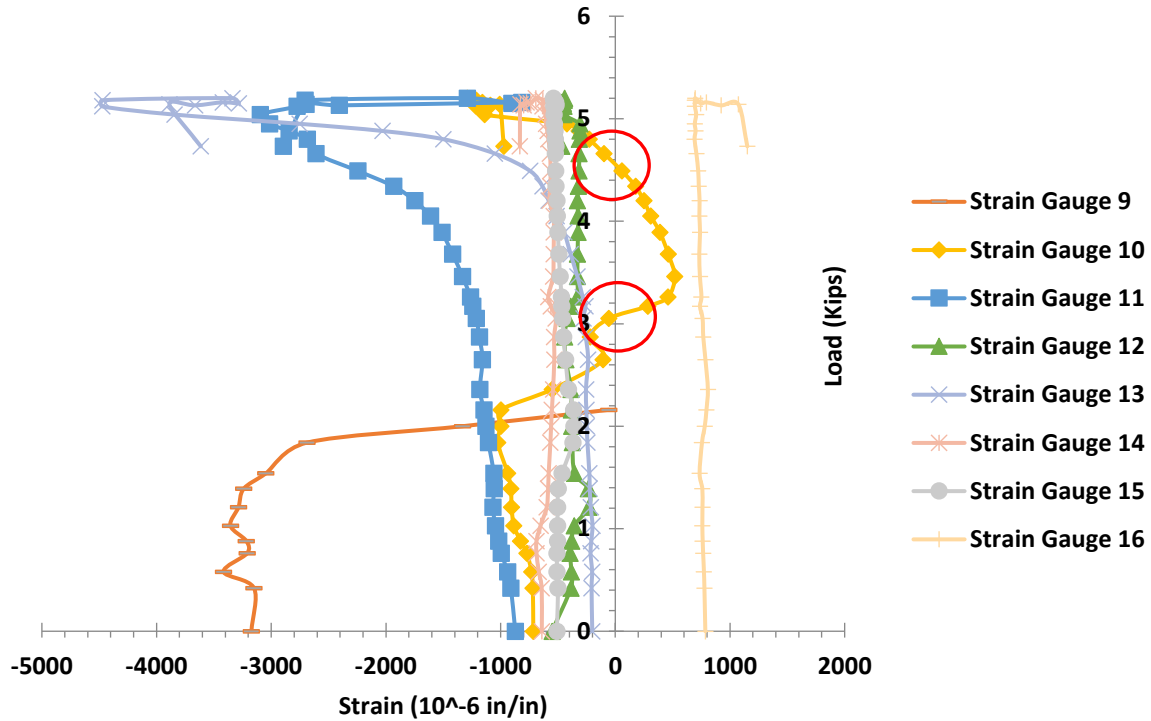 6
5
4
3
2
1
0
-5000 -4000 -3000 -2000 -1000 0 1000 2000
Strain (10^-6 in/in)
Load (Kips)
Strain Gauge 9
Strain Gauge 10
Strain Gauge 11
Strain Gauge 12
Strain Gauge 13
Strain Gauge 14
Strain Gauge 15
Strain Gauge 16